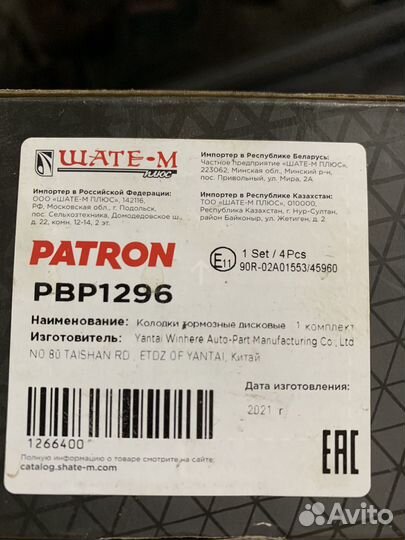 ШАТЕ-М
плюс
Импортер в Российской Федерации:
ООО «ШАТЕ-М ПЛЮС», 142116,
РФ, Московская обл., г. Подольск,
пос. Сельхозтехника, Домодедовское ш.,
д. 22, комн. 12-14, 2 эт.
Импортер в Республике Беларусь:
Частное предприятие «ШАТЕ-М ПЛЮС»,
223062, Минская обл., Минский р-н,
пос. Привольный, ул. Мира, 2А
Импортер в Республике Казахстан:
ТОО «ШАТЕ-М ПЛЮС», 010000,
Республика Казахстан, г. Нур-Султан,
район Байконыр, ул. Жетиген, д. 2
PATRON
E11
1 Set / 4Pcs
90R-02A01553/45960
PBP1296
Наименование: Колодки тормозные дисковые 1 комплект
Изготовитель: Yantai Winhere Auto-Part Manufacturing Co., Ltd
NO 80 TAISHAN RD , ETDZ OF YANTAI, Китай
Дата изготовления:
2021 г
1266400
Подробную информацию о товаре смотрите на сайте:
catalog.shate-m.com
EAC
Avito